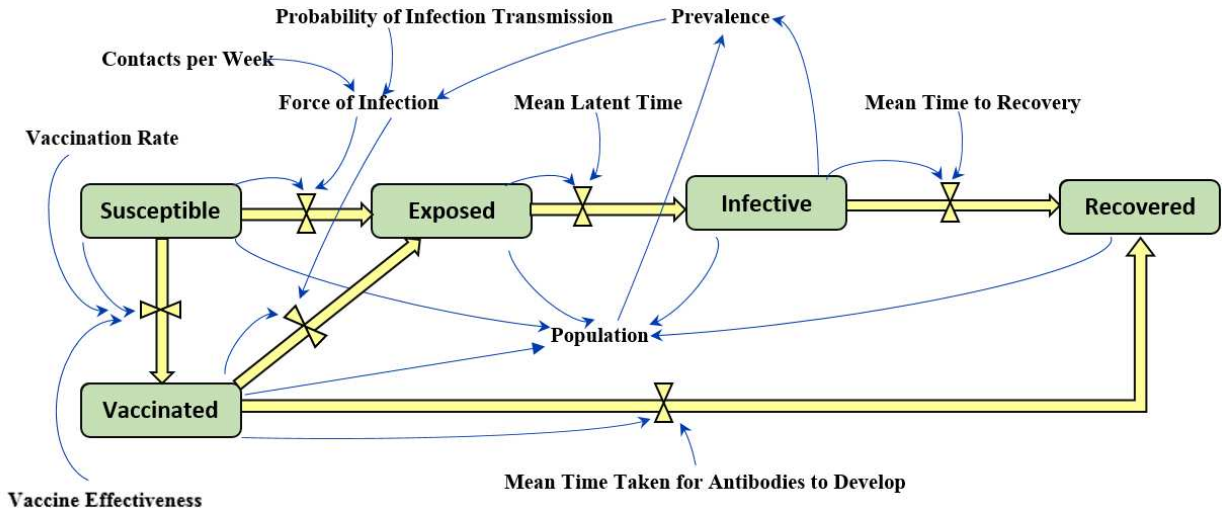 Probability of Infection Transmission
Prevalence
Contacts per Week
Force of Infection
Mean Latent Time
Mean Time to Recovery
Vaccination Rate
Susceptible
Exposed
Infective
Recovered
Population
Vaccinated
Mean Time Taken for Antibodies to Develop
Vaccine Effectiveness